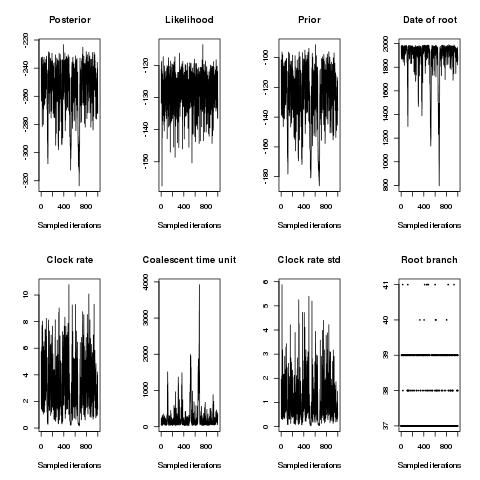 Posterior Likelihood Prior Date of root
-220
-240
-260
-280
-300
-320
0 400 800
Sampled iterations
-120
-130
-140
-150
0 400 800
Sampled iterations
-100
-120
-140
-160
-180
0 400 800
Sampled iterations
2000
1800
1600
1400
1200
1000
800
0 400 800
Sampled iterations
Clock rate Coalescent time unit Clock rate std Root branch
10
8
6
4
2
0
0 400 800
Sampled iterations
4000
3000
2000
1000
0
0 400 800
Sampled iterations
6
5
4
3
2
1
0
0 400 800
Sampled iterations
41
40
39
38
37
0 400 800
Sampled iterations